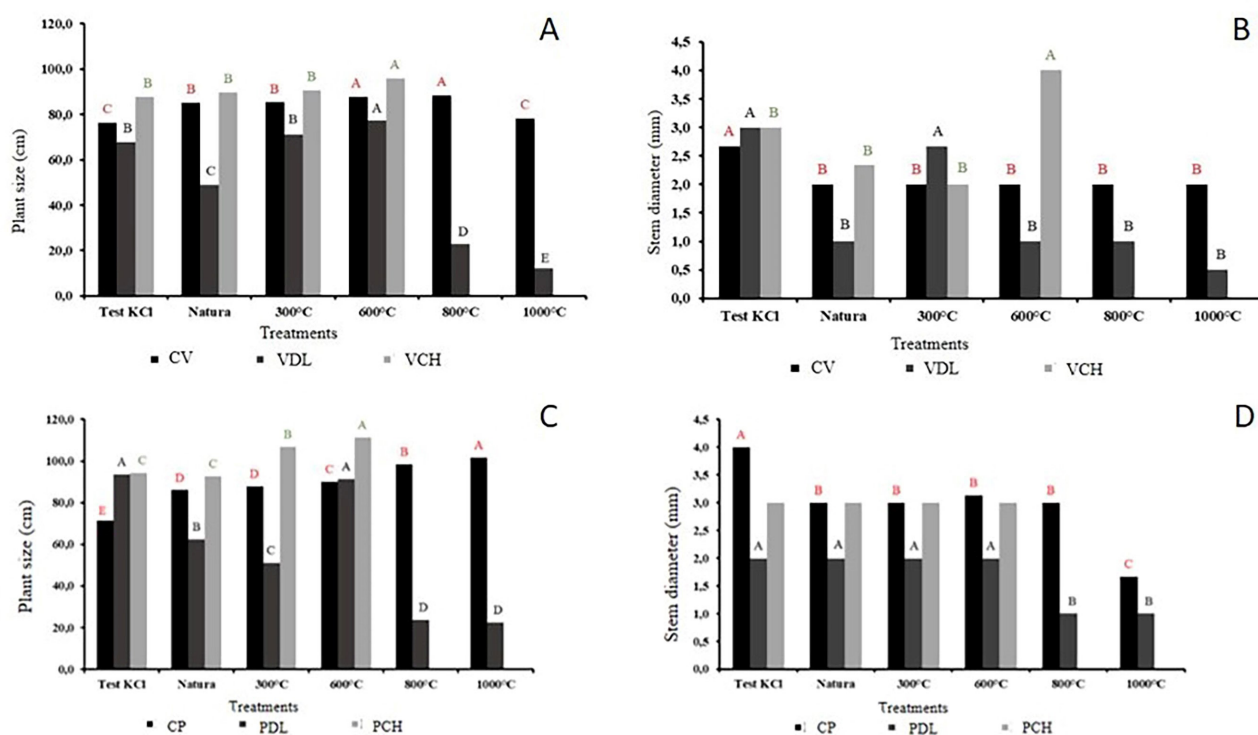 A
Plant size (cm)
120,0
100,0
80,0
60,0
40,0
20,0
0,0
C B B
B C B
B B B
A A A
A D
C E
Test KCl Natura 300°C 600°C 800°C 1000°C
Treatments
CV VDL VCH
B
Stem diameter (mm)
4,5
4,0
3,5
3,0
2,5
2,0
1,5
1,0
0,5
0,0
A A B
B B B
B A B
B B A
B B
B B
Test KCl Natura 300°C 600°C 800°C 1000°C
Treatments
CV VDL VCH
C
Plant size (cm)
120,0
100,0
80,0
60,0
40,0
20,0
0,0
E A C
D B C
D C B
C A A
B D
A D
Test KCl Natura 300°C 600°C 800°C 1000°C
Treatments
CP PDL PCH
D
Stem diameter (mm)
4,5
4,0
3,5
3,0
2,5
2,0
1,5
1,0
0,5
0,0
A A
B A
B A
B A
B B
C B
Test KCl Natura 300°C 600°C 800°C 1000°C
Treatments
CP PDL PCH